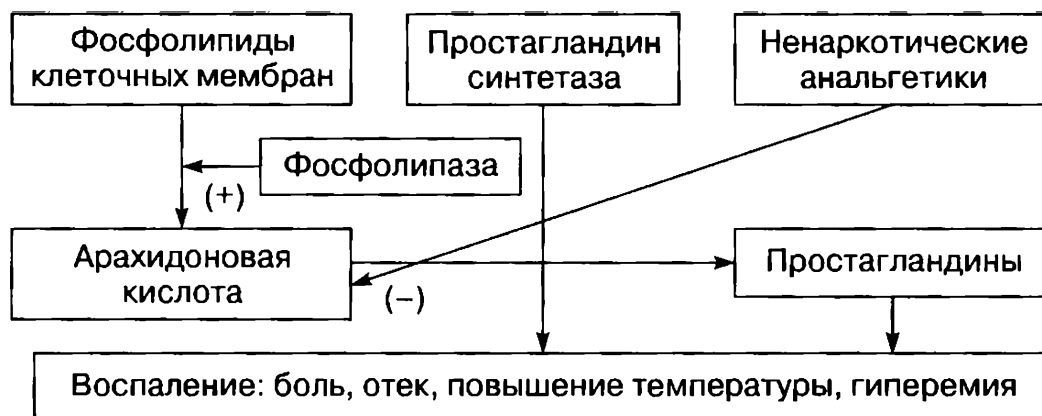 Фосфолипиды
клеточных мембран
Простагландин
синтетаза
Ненаркотические
анальгетики
Фосфолипаза
(+)
Арахидоновая
кислота
(–)
Простагландины
Воспаление: боль, отек, повышение температуры, гиперемия